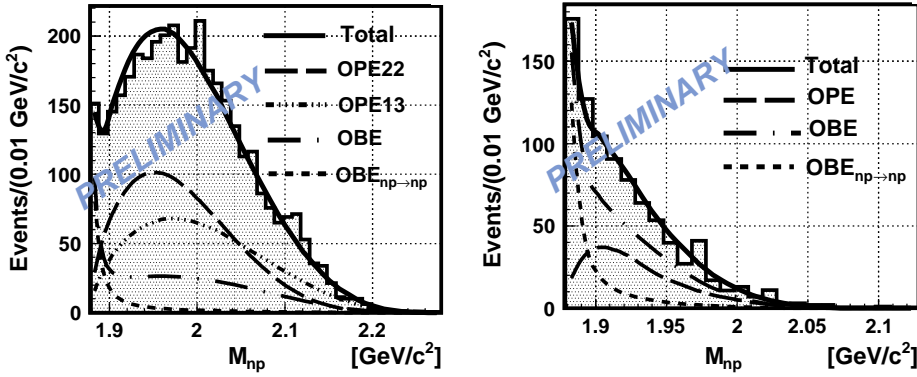 Events/(0.01 GeV/c²)
200
150
100
50
0
Total
OPE22
OPE13
OBE
OBEnp→np
PRELIMINARY
1.9 2 2.1 2.2
Mnp [GeV/c²]
Events/(0.01 GeV/c²)
150
100
50
0
Total
OPE
OBE
OBEnp→np
PRELIMINARY
1.9 1.95 2 2.05 2.1
Mnp [GeV/c²]